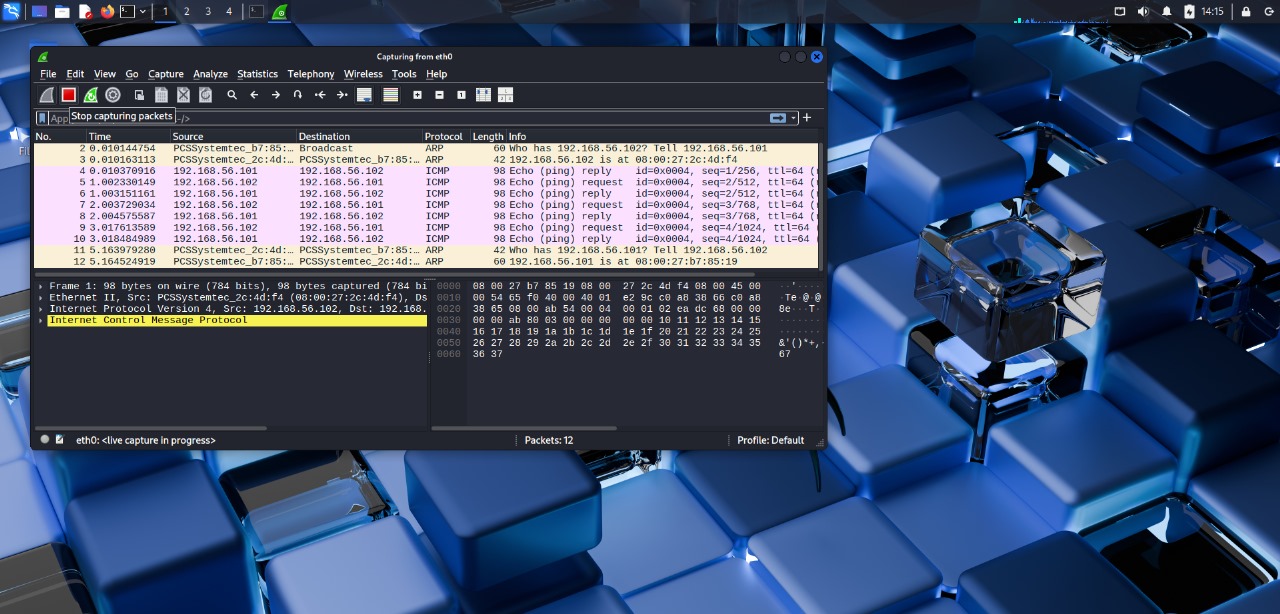 1 2 3 4 14:15
Capturing from eth0
File Edit View Go Capture Analyze Statistics Telephony Wireless Tools Help
App -/>
Stop capturing packets
No. Time Source Destination Protocol Length Info
2 0.010144754 PCSSystemtec_b7:85:… Broadcast ARP 60 Who has 192.168.56.102? Tell 192.168.56.101
3 0.010163113 PCSSystemtec_2c:4d:… PCSSystemtec_b7:85:… ARP 42 192.168.56.102 is at 08:00:27:2c:4d:f4
4 0.010370916 192.168.56.101 192.168.56.102 ICMP 98 Echo (ping) reply id=0x0004, seq=1/256, ttl=64 (
5 1.002330149 192.168.56.102 192.168.56.101 ICMP 98 Echo (ping) request id=0x0004, seq=2/512, ttl=64 (
6 1.003151161 192.168.56.101 192.168.56.102 ICMP 98 Echo (ping) reply id=0x0004, seq=2/512, ttl=64 (
7 2.003729034 192.168.56.102 192.168.56.101 ICMP 98 Echo (ping) request id=0x0004, seq=3/768, ttl=64 (
8 2.004575587 192.168.56.101 192.168.56.102 ICMP 98 Echo (ping) reply id=0x0004, seq=3/768, ttl=64 (
9 3.017613589 192.168.56.102 192.168.56.101 ICMP 98 Echo (ping) request id=0x0004, seq=4/1024, ttl=64
10 3.018484989 192.168.56.101 192.168.56.102 ICMP 98 Echo (ping) reply id=0x0004, seq=4/1024, ttl=64 (
11 5.163979280 PCSSystemtec_2c:4d:… PCSSystemtec_b7:85:… ARP 42 Who has 192.168.56.101? Tell 192.168.56.102
12 5.164524919 PCSSystemtec_b7:85:… PCSSystemtec_2c:4d:… ARP 60 192.168.56.101 is at 08:00:27:b7:85:19
Frame 1: 98 bytes on wire (784 bits), 98 bytes captured (784 bi
Ethernet II, Src: PCSSystemtec_2c:4d:f4 (08:00:27:2c:4d:f4), Ds
Internet Protocol Version 4, Src: 192.168.56.102, Dst: 192.168.
Internet Control Message Protocol
0000 08 00 27 b7 85 19 08 00 27 2c 4d f4 08 00 45 00 ··'·····
0010 00 54 65 f0 40 00 40 01 e2 9c c0 a8 38 66 c0 a8 ·Te·@·@·
0020 38 65 08 00 ab 54 00 04 00 01 02 ea dc 68 00 00 8e···T··
0030 00 00 ab 80 03 00 00 00 00 00 10 11 12 13 14 15 ········
0040 16 17 18 19 1a 1b 1c 1d 1e 1f 20 21 22 23 24 25 ········
0050 26 27 28 29 2a 2b 2c 2d 2e 2f 30 31 32 33 34 35 &'()*+,
0060 36 37 67
eth0: <live capture in progress> Packets: 12 Profile: Default